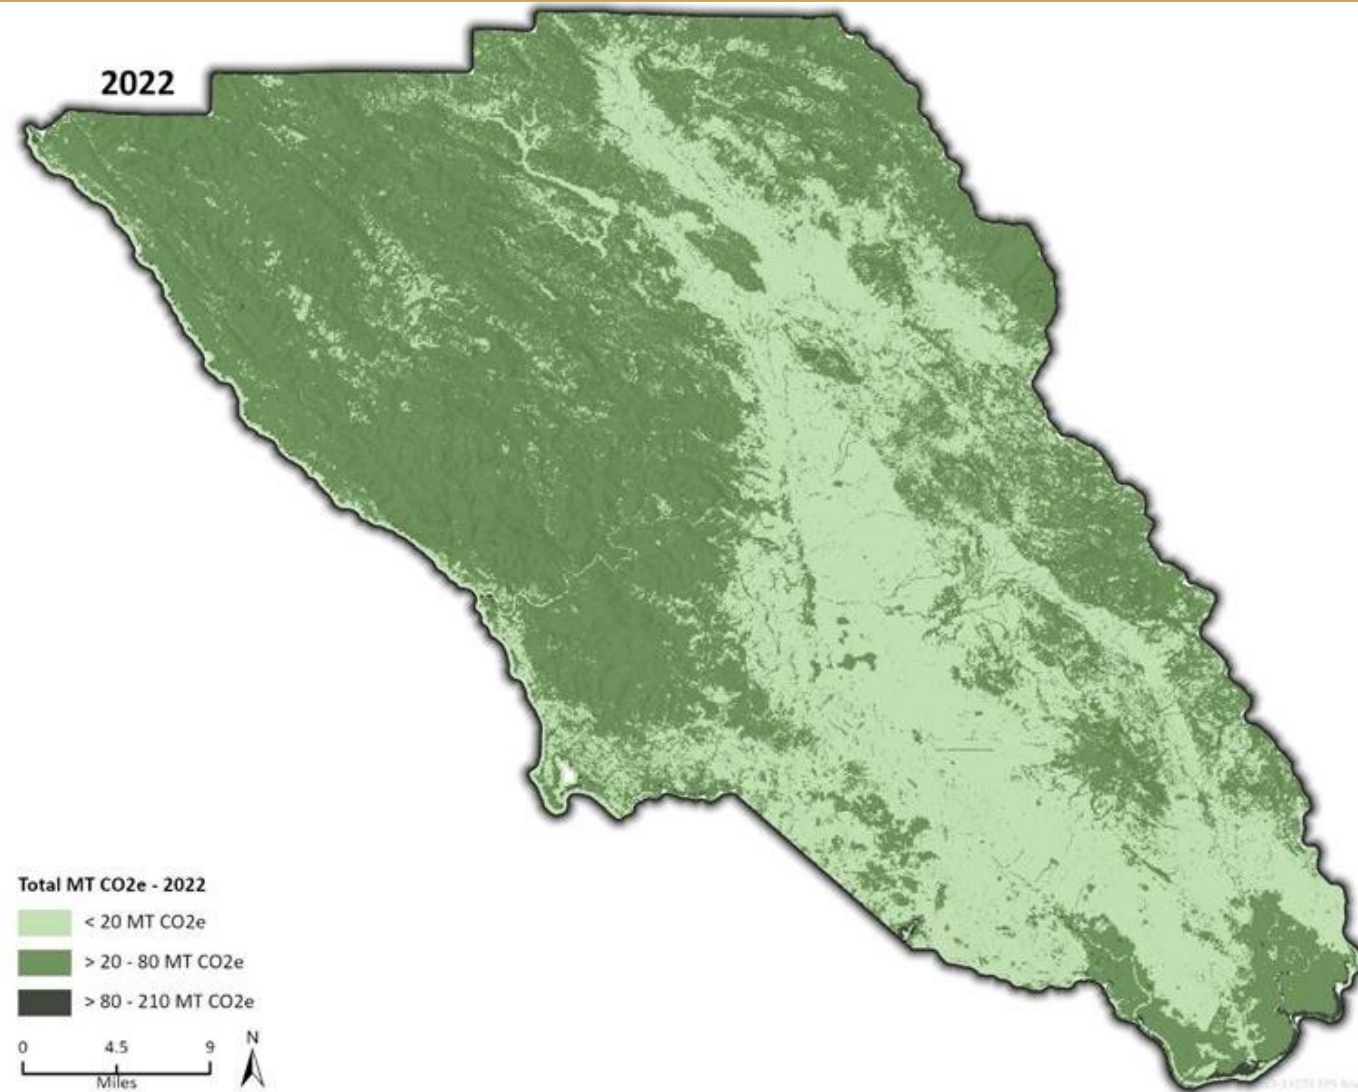 2022
Total MT CO2e - 2022
< 20 MT CO2e
> 20 - 80 MT CO2e
> 80 - 210 MT CO2e
0 4.5 9
Miles
N